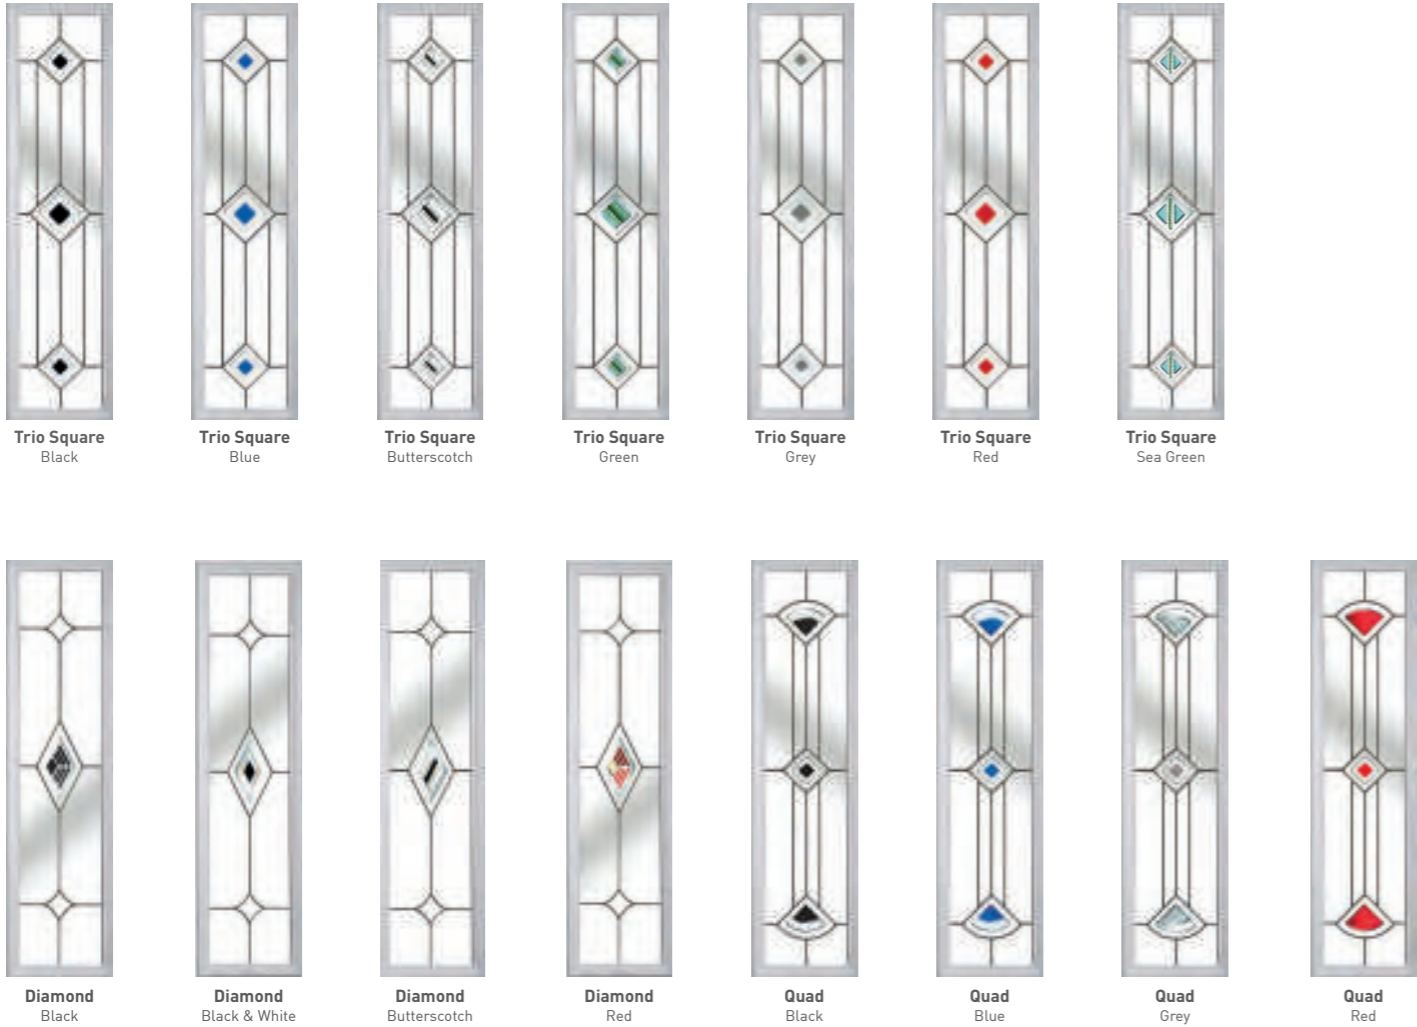 Trio Square
Black
Trio Square
Blue
Trio Square
Butterscotch
Trio Square
Green
Trio Square
Grey
Trio Square
Red
Trio Square
Sea Green
Diamond
Black
Diamond
Black & White
Diamond
Butterscotch
Diamond
Red
Quad
Black
Quad
Blue
Quad
Grey
Quad
Red